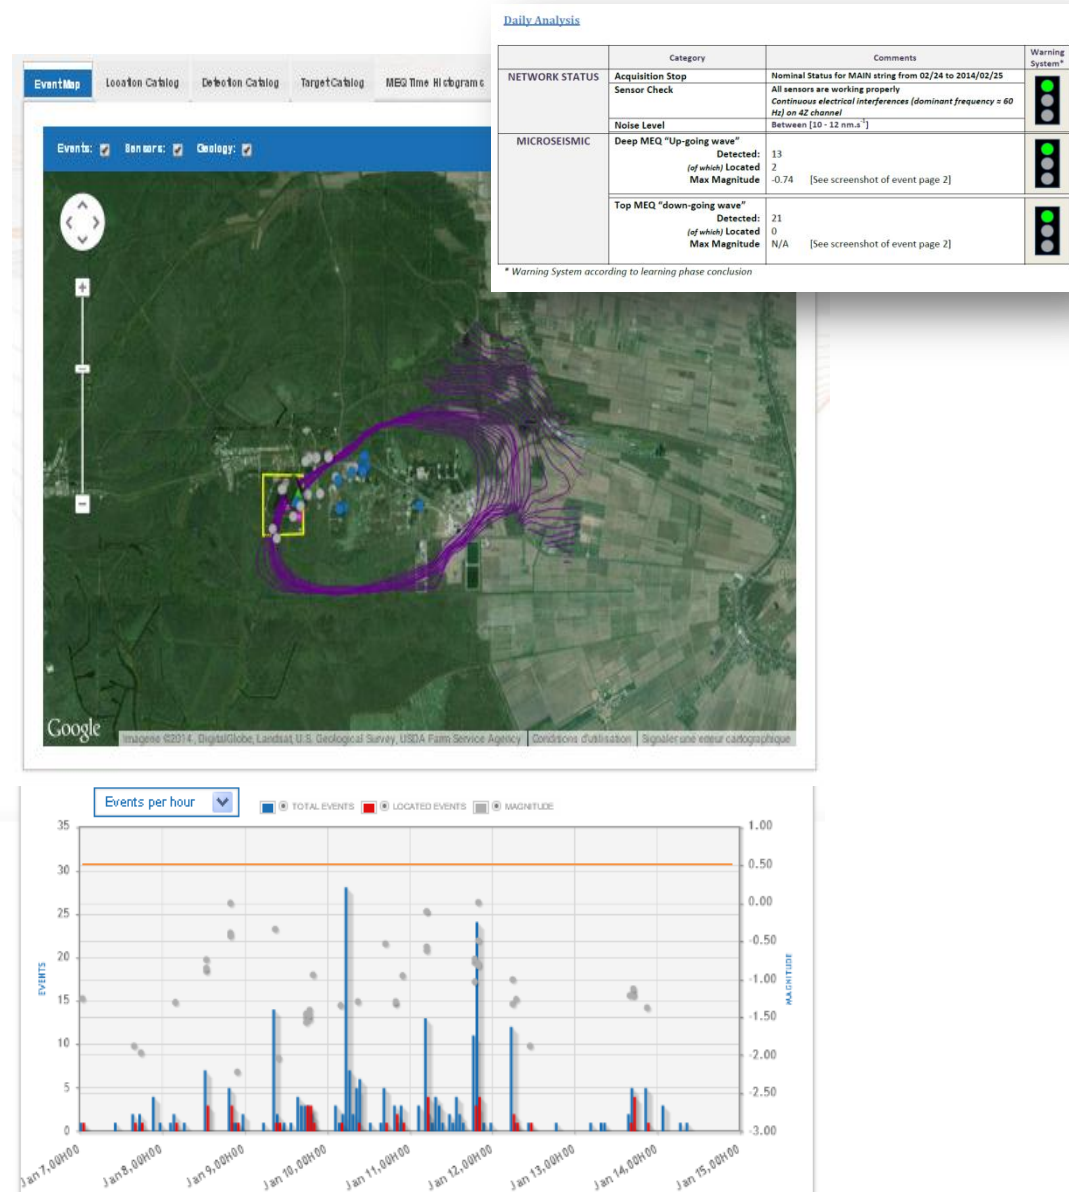 Daily Analysis
Category Comments Warning System*
NETWORK STATUS Acquisition Stop Nominal Status for MAIN string from 02/24 to 2014/02/25
Sensor Check All sensors are working properly
Continuous electrical interferences (dominant frequency = 60
Hz) on 4Z channel
Noise Level Between [10 - 12 nm.s-1]
MICROSEISMIC Deep MEQ "Up-going wave"
Detected: 13
(of which) Located 2
Max Magnitude -0.74 [See screenshot of event page 2]
Top MEQ "down-going wave"
Detected: 21
(of which) Located 0
Max Magnitude N/A [See screenshot of event page 2]
* Warning System according to learning phase conclusion
EventMap Location Catalog Detection Catalog TargetCatalog MEQ Time Histograms
Events: Sensors: Geology:
Google
Imagerie ©2014, DigitalGlobe, Landsat, U.S. Geological Survey, USDA Farm Service Agency Conditions d'utilisation Signaler une erreur cartographique
Events per hour TOTAL EVENTS LOCATED EVENTS MAGNITUDE
35 1.00
30 0.50
25 0.00
20 -0.50
15 -1.00
10 -1.50
5 -2.00
0 -2.50
-3.00
EVENTS
MAGNITUDE
Jan 7, 00H00 Jan 8, 00H00 Jan 9, 00H00 Jan 10, 00H00 Jan 11, 00H00 Jan 12, 00H00 Jan 13, 00H00 Jan 14, 00H00 Jan 15, 00H00